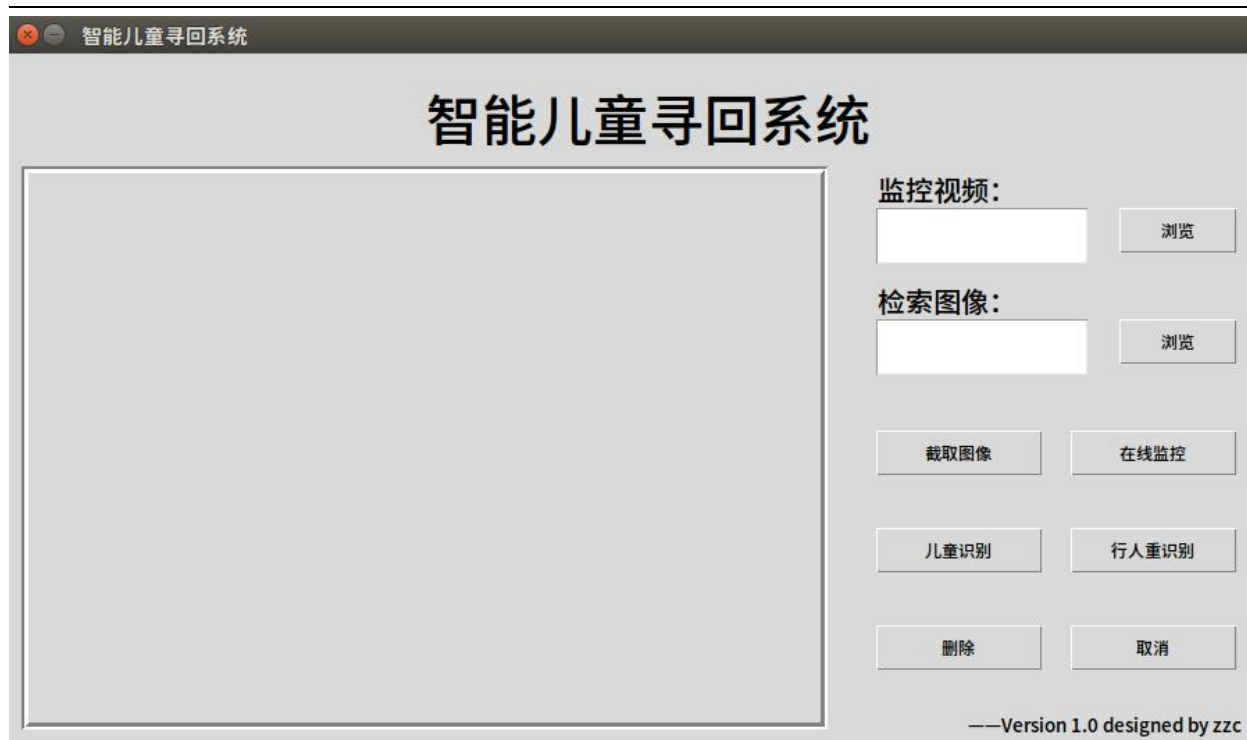 智能儿童寻回系统
智能儿童寻回系统
监控视频：
浏览
检索图像：
浏览
截取图像
在线监控
儿童识别
行人重识别
删除
取消
——Version 1.0 designed by zzc